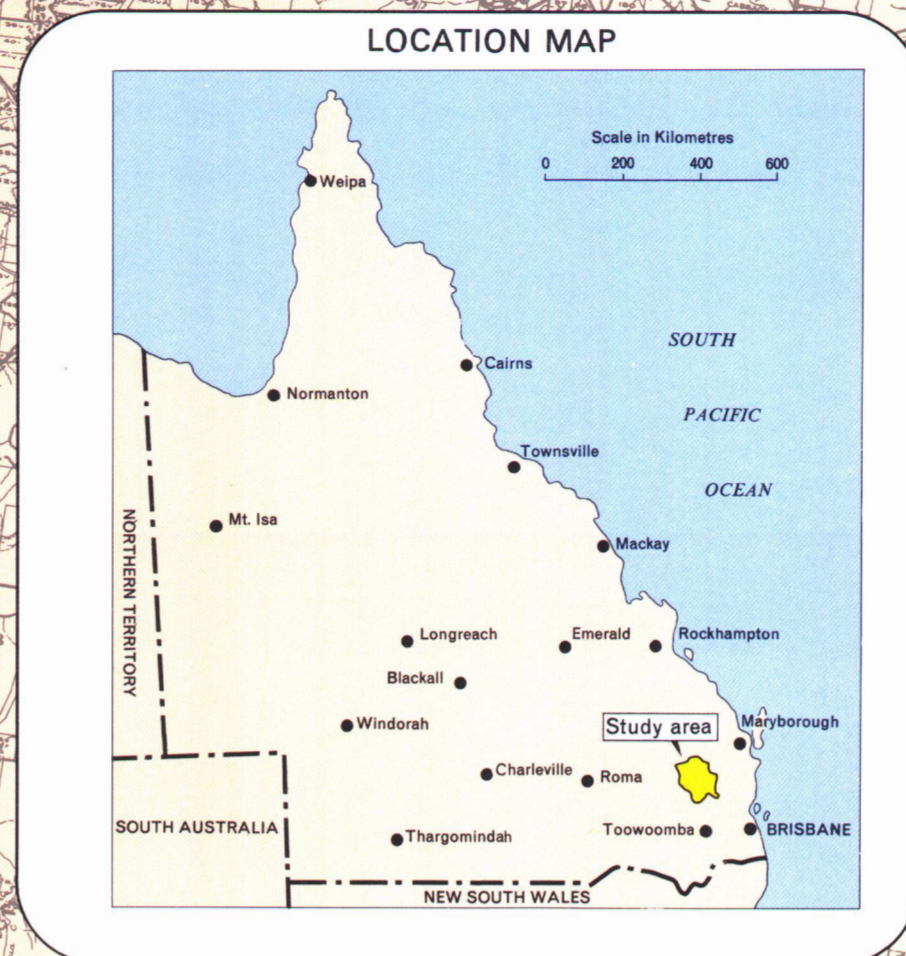 LOCATION MAP
Scale in Kilometres
0 200 400 600
Weipa
SOUTH
Cairns
Normanton
PACIFIC
Townsville
OCEAN
Mt. Isa
NORTHERN TERRITORY
Mackay
Longreach
Emerald
Rockhampton
Blackall
Windorah
Study area
Maryborough
Charleville
Roma
SOUTH AUSTRALIA
Thargomindah
Toowoomba
BRISBANE
NEW SOUTH WALES